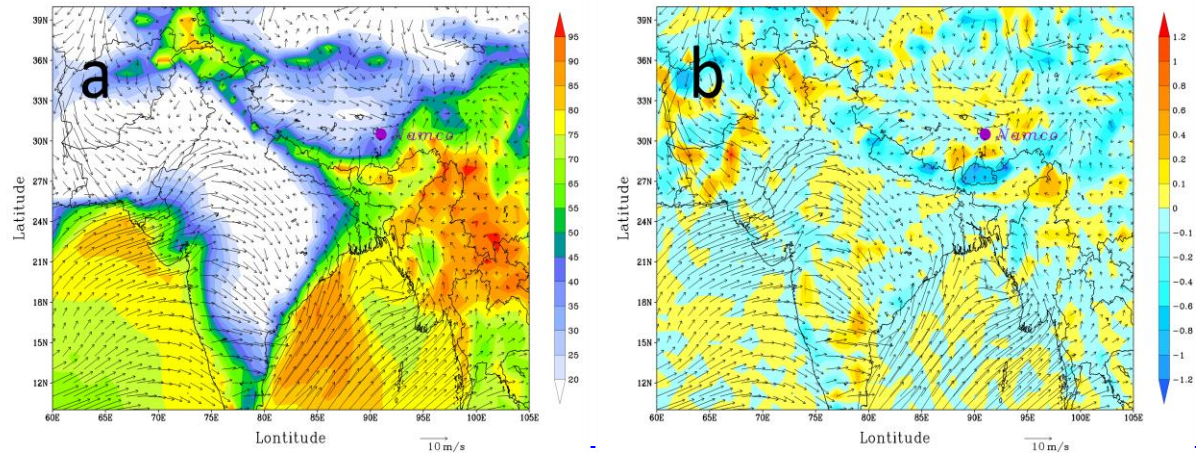 a
39N
36N
33N
30N
27N
24N
21N
18N
15N
12N
Latitude
60E
65E
70E
75E
80E
85E
90E
95E
100E
105E
Lontitude
10 m/s
Namco
95
90
85
80
75
70
65
60
55
50
45
40
35
30
25
20
b
39N
36N
33N
30N
27N
24N
21N
18N
15N
12N
Latitude
60E
65E
70E
75E
80E
85E
90E
95E
100E
105E
Lontitude
10 m/s
Namco
1.2
1
0.8
0.6
0.4
0.2
0.1
0
-0.1
-0.2
-0.4
-0.6
-0.8
-1
-1.2